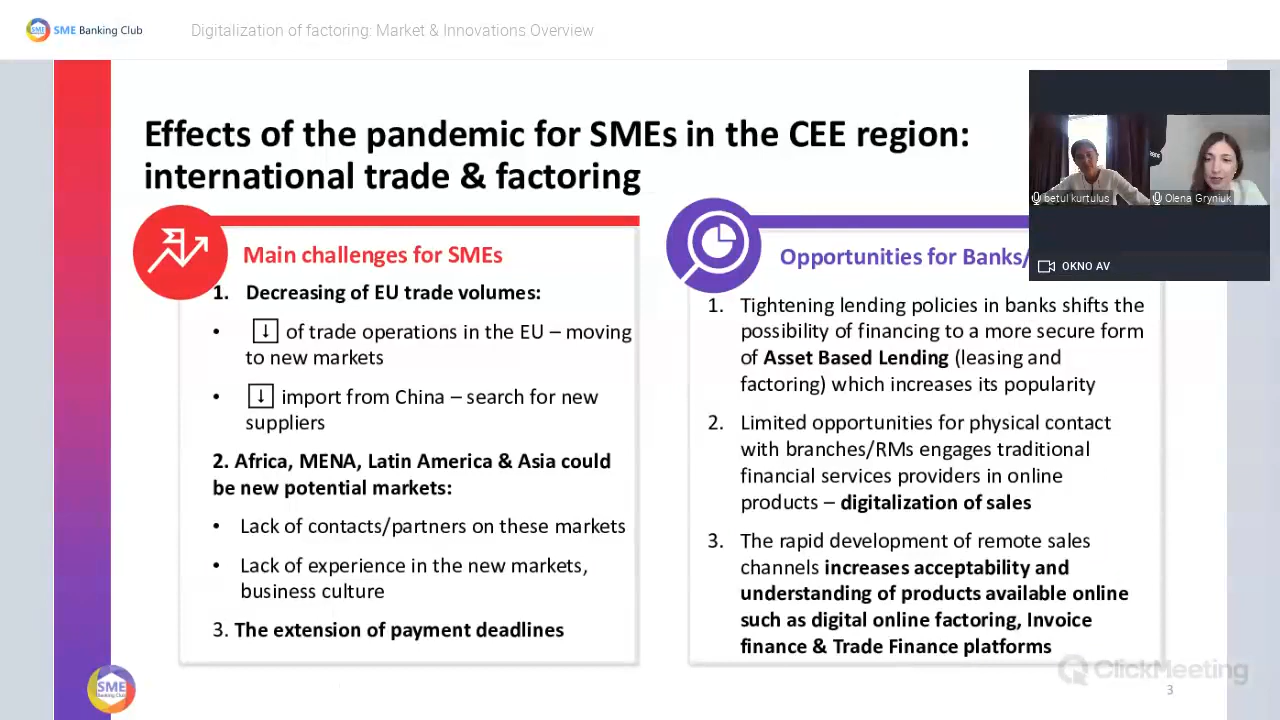 SME
SME Banking Club
Digitalization of factoring: Market & Innovations Overview
Effects of the pandemic for SMEs in the CEE region:
international trade & factoring
betul kurtulus
Olena Gryniuk
OKNO AV
Main challenges for SMEs
1. Decreasing of EU trade volumes:
• ↓ of trade operations in the EU – moving
to new markets
• ↓ import from China – search for new
suppliers
2. Africa, MENA, Latin America & Asia could
be new potential markets:
• Lack of contacts/partners on these markets
• Lack of experience in the new markets,
business culture
3. The extension of payment deadlines
Opportunities for Banks/
1. Tightening lending policies in banks shifts the
possibility of financing to a more secure form
of Asset Based Lending (leasing and
factoring) which increases its popularity
2. Limited opportunities for physical contact
with branches/RMs engages traditional
financial services providers in online
products – digitalization of sales
3. The rapid development of remote sales
channels increases acceptability and
understanding of products available online
such as digital online factoring, Invoice
finance & Trade Finance platforms
SME
Banking Club
ClickMeeting
3